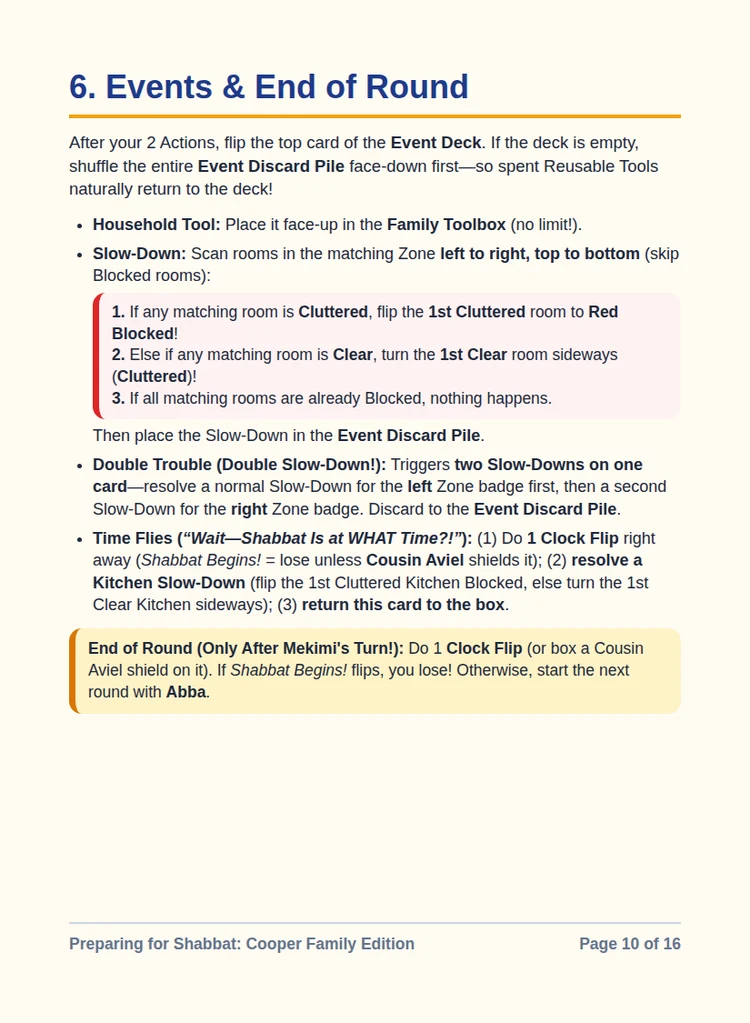 6. Events & End of Round
After your 2 Actions, flip the top card of the Event Deck. If the deck is empty,
shuffle the entire Event Discard Pile face-down first—so spent Reusable Tools
naturally return to the deck!
• Household Tool: Place it face-up in the Family Toolbox (no limit!).
• Slow-Down: Scan rooms in the matching Zone left to right, top to bottom (skip
Blocked rooms):
1. If any matching room is Cluttered, flip the 1st Cluttered room to Red
Blocked!
2. Else if any matching room is Clear, turn the 1st Clear room sideways
(Cluttered)!
3. If all matching rooms are already Blocked, nothing happens.
Then place the Slow-Down in the Event Discard Pile.
• Double Trouble (Double Slow-Down!): Triggers two Slow-Downs on one
card—resolve a normal Slow-Down for the left Zone badge first, then a second
Slow-Down for the right Zone badge. Discard to the Event Discard Pile.
• Time Flies (“Wait—Shabbat Is at WHAT Time?!”): (1) Do 1 Clock Flip right
away (Shabbat Begins! = lose unless Cousin Aviel shields it); (2) resolve a
Kitchen Slow-Down (flip the 1st Cluttered Kitchen Blocked, else turn the 1st
Clear Kitchen sideways); (3) return this card to the box.
End of Round (Only After Mekimi's Turn!): Do 1 Clock Flip (or box a Cousin
Aviel shield on it). If Shabbat Begins! flips, you lose! Otherwise, start the next
round with Abba.
Preparing for Shabbat: Cooper Family Edition
Page 10 of 16